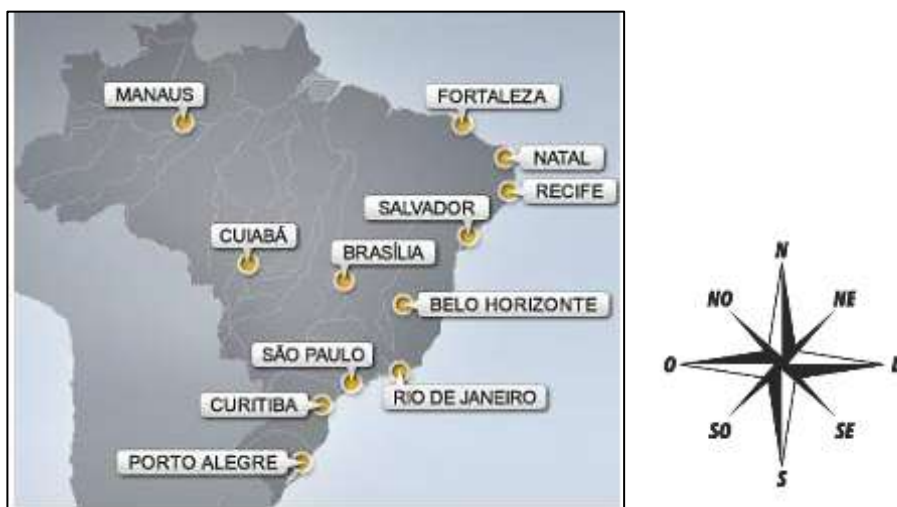 MANAUS
FORTALEZA
NATAL
RECIFE
SALVADOR
CUIABÁ
BRASÍLIA
BELO HORIZONTE
SÃO PAULO
RIO DE JANEIRO
CURITIBA
PORTO ALEGRE
N
NO
NE
O
L
SO
SE
S